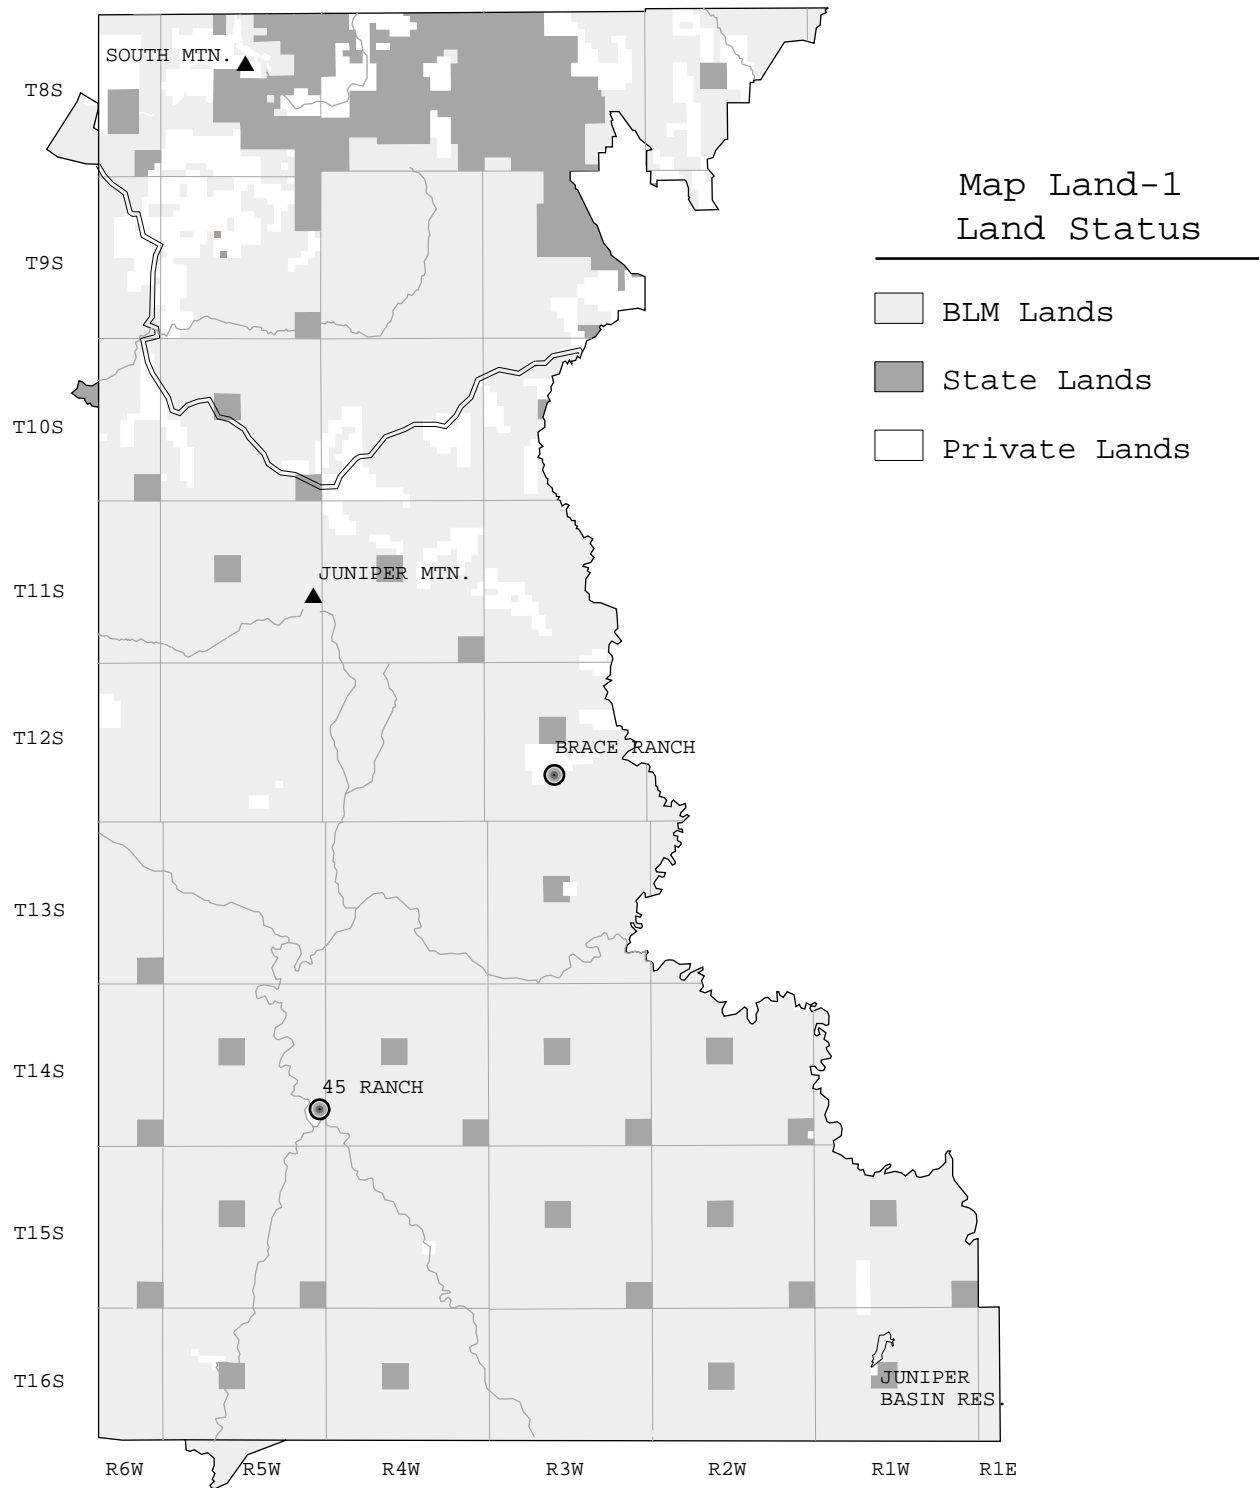 SOUTH MTN.
T8S
Map Land-1
Land Status
T9S
BLM Lands
State Lands
T10S
Private Lands
JUNIPER MTN.
T11S
T12S
BRACE RANCH
T13S
T14S
45 RANCH
T15S
T16S
JUNIPER
BASIN RES.
R6W R5W R4W R3W R2W R1W R1E